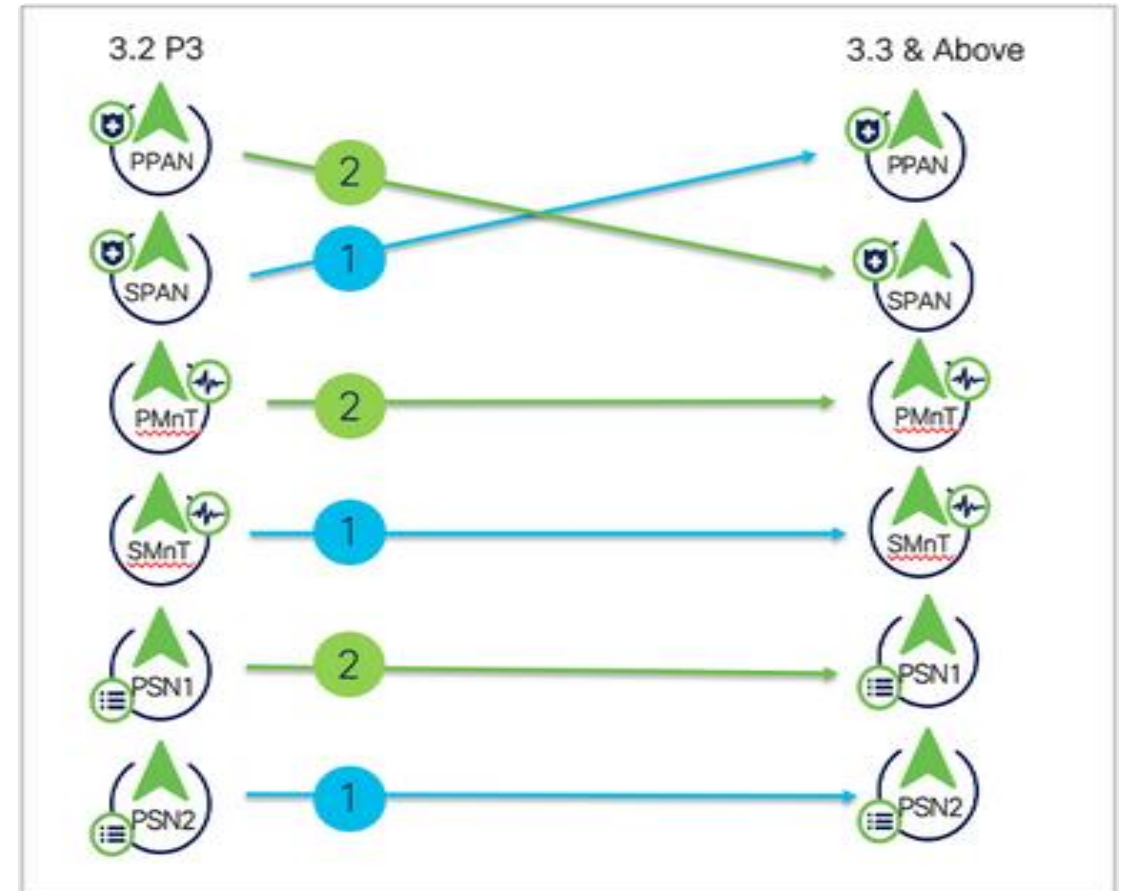 3.2 P3
3.3 & Above
PPAN
2
PPAN
SPAN
1
SPAN
PMnT
2
PMnT
SMnT
1
SMnT
PSN1
2
PSN1
PSN2
1
PSN2